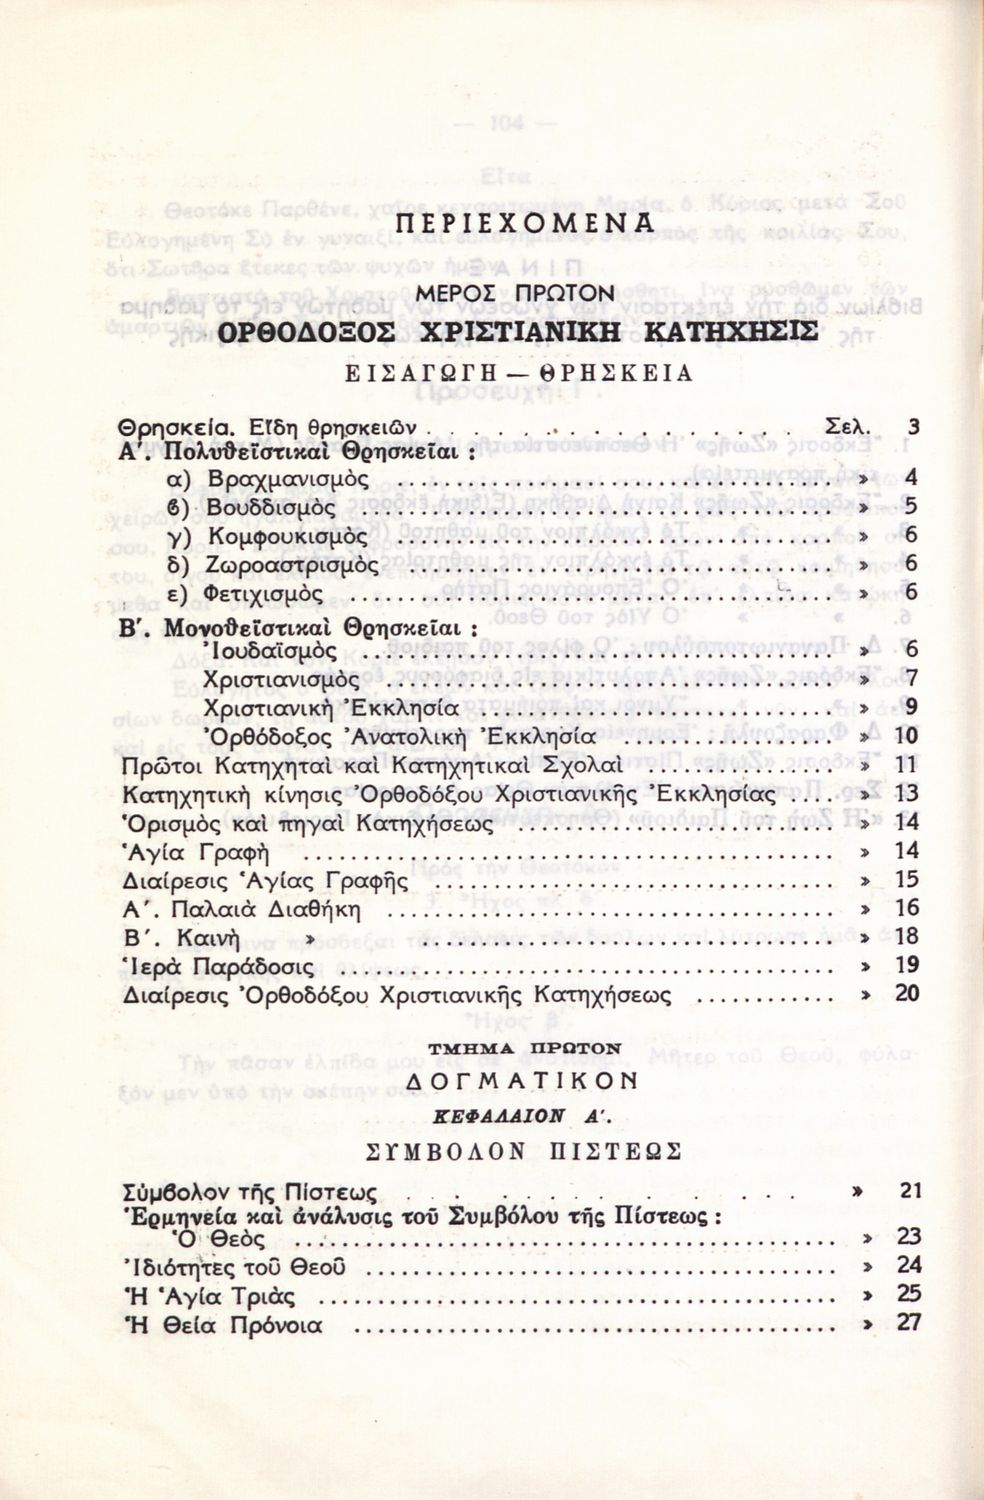 ΠΕΡΙΕΧΟΜΕΝΑ
ΜΕΡΟΣ ΠΡΩΤΟΝ
ΟΡΘΟΔΟΞΟΣ ΧΡΙΣΤΙΑΝΙΚΗ ΚΑΤΗΧΗΣΙΣ
ΕΙΣΑΓΩΓΗ — ΘΡΗΣΚΕΙΑ
Θρησκεία. Εἴδη θρησκειῶν . . . . . . . . . . . . . . . Σελ. 3
Α΄. Πολυθεϊστικαὶ Θρησκεῖαι :
α) Βραχμανισμὸς .................................... » 4
β) Βουδδισμὸς .................................... » 5
γ) Κομφουκισμὸς .................................... » 6
δ) Ζωροαστρισμὸς .................................... » 6
ε) Φετιχισμὸς .................................... » 6
Β΄. Μονοθεϊστικαὶ Θρησκεῖαι :
Ἰουδαϊσμὸς .................................... » 6
Χριστιανισμὸς .................................... » 7
Χριστιανικὴ Ἐκκλησία .............................. » 9
Ὀρθόδοξος Ἀνατολικὴ Ἐκκλησία .................. » 10
Πρῶτοι Κατηχηταὶ καὶ Κατηχητικαὶ Σχολαὶ .................. » 11
Κατηχητικὴ κίνησις Ὀρθοδόξου Χριστιανικῆς Ἐκκλησίας .... » 13
Ὁρισμὸς καὶ πηγαὶ Κατηχήσεως ........................... » 14
Ἁγία Γραφὴ .............................................. » 14
Διαίρεσις Ἁγίας Γραφῆς .................................. » 15
Α΄. Παλαιὰ Διαθήκη ...................................... » 16
Β΄. Καινὴ » .................................... » 18
Ἱερὰ Παράδοσις .......................................... » 19
Διαίρεσις Ὀρθοδόξου Χριστιανικῆς Κατηχήσεως ............ » 20
ΤΜΗΜΑ ΠΡΩΤΟΝ
ΔΟΓΜΑΤΙΚΟΝ
ΚΕΦΑΛΑΙΟΝ Α΄.
ΣΥΜΒΟΛΟΝ ΠΙΣΤΕΩΣ
Σύμβολον τῆς Πίστεως . . . . . . . . . . . . » 21
Ἑρμηνεία καὶ ἀνάλυσις τοῦ Συμβόλου τῆς Πίστεως :
Ὁ Θεὸς .............................................. » 23
Ἰδιότητες τοῦ Θεοῦ ........................................ » 24
Ἡ Ἁγία Τριὰς ............................................ » 25
Ἡ Θεία Πρόνοια ........................................ » 27